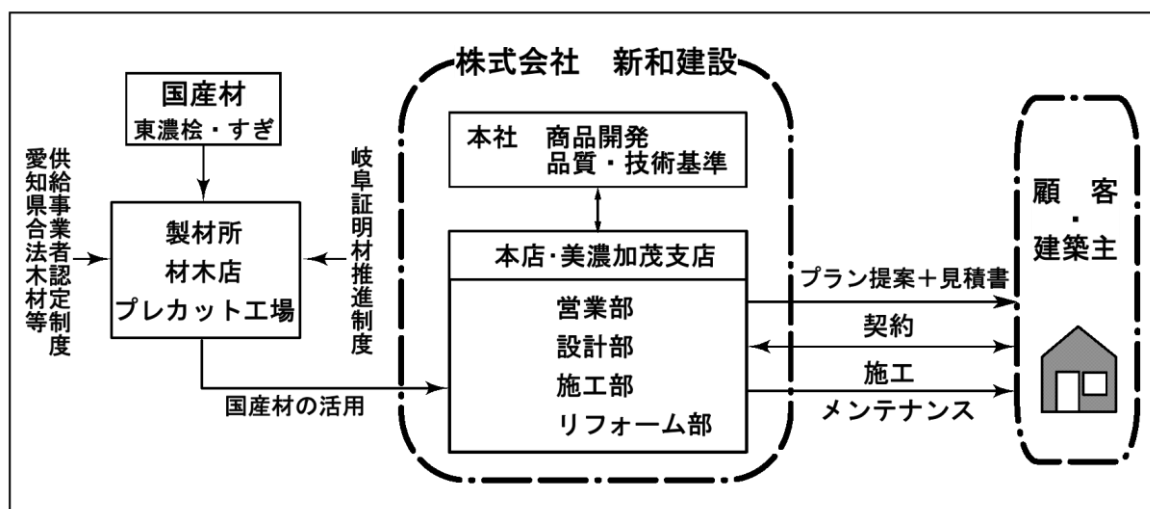 株式会社　新和建設
国産材
東濃桧・すぎ
愛知県合法木材等
供給事業者認定制度
岐阜証明材推進制度
製材所
材木店
プレカット工場
国産材の活用
本社　商品開発
品質・技術基準
本店・美濃加茂支店
営業部
設計部
施工部
リフォーム部
プラン提案＋見積書
契約
施工
メンテナンス
顧　客
・
建築主